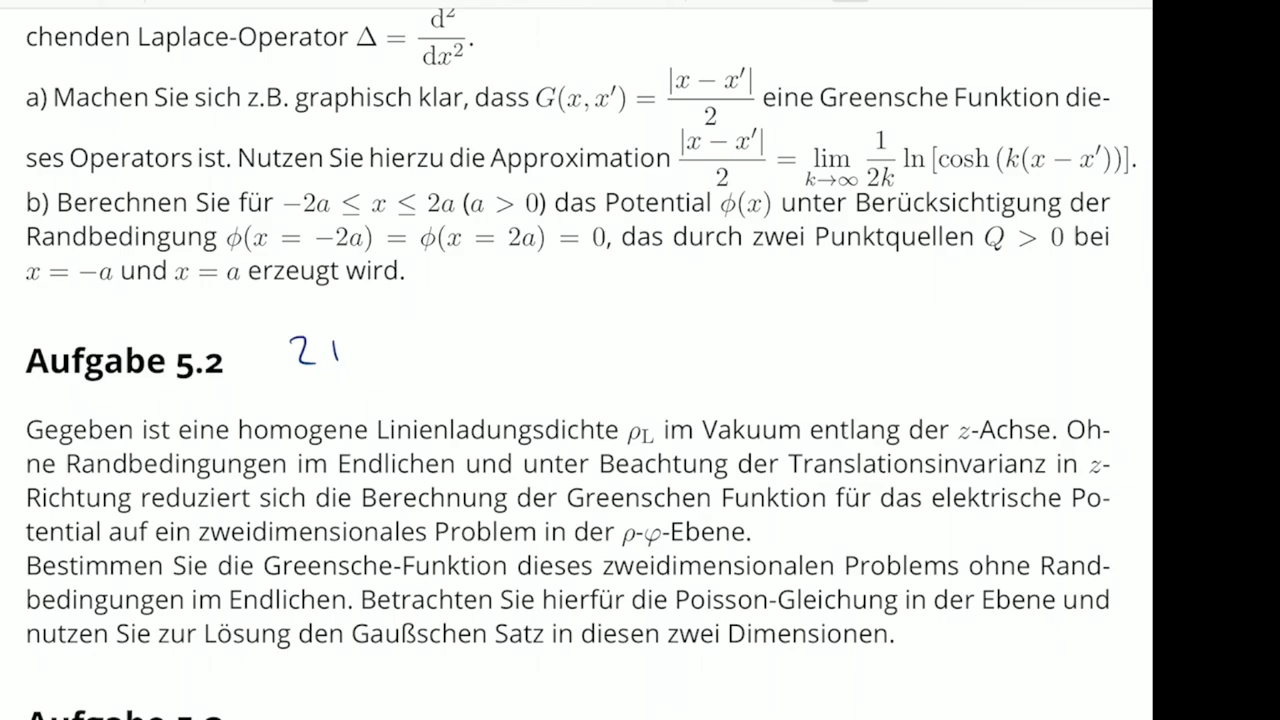 chenden Laplace-Operator Δ = d²/dx².
a) Machen Sie sich z.B. graphisch klar, dass G(x, x′) = |x − x′|/2 eine Greensche Funktion die-
ses Operators ist. Nutzen Sie hierzu die Approximation |x − x′|/2 = lim k→∞ 1/2k ln [cosh (k(x − x′))].
b) Berechnen Sie für −2a ≤ x ≤ 2a (a > 0) das Potential ϕ(x) unter Berücksichtigung der
Randbedingung ϕ(x = −2a) = ϕ(x = 2a) = 0, das durch zwei Punktquellen Q > 0 bei
x = −a und x = a erzeugt wird.
Aufgabe 5.2 2
Gegeben ist eine homogene Linienladungsdichte ρL im Vakuum entlang der z-Achse. Oh-
ne Randbedingungen im Endlichen und unter Beachtung der Translationsinvarianz in z-
Richtung reduziert sich die Berechnung der Greenschen Funktion für das elektrische Po-
tential auf ein zweidimensionales Problem in der ρ-φ-Ebene.
Bestimmen Sie die Greensche-Funktion dieses zweidimensionalen Problems ohne Rand-
bedingungen im Endlichen. Betrachten Sie hierfür die Poisson-Gleichung in der Ebene und
nutzen Sie zur Lösung den Gaußschen Satz in diesen zwei Dimensionen.